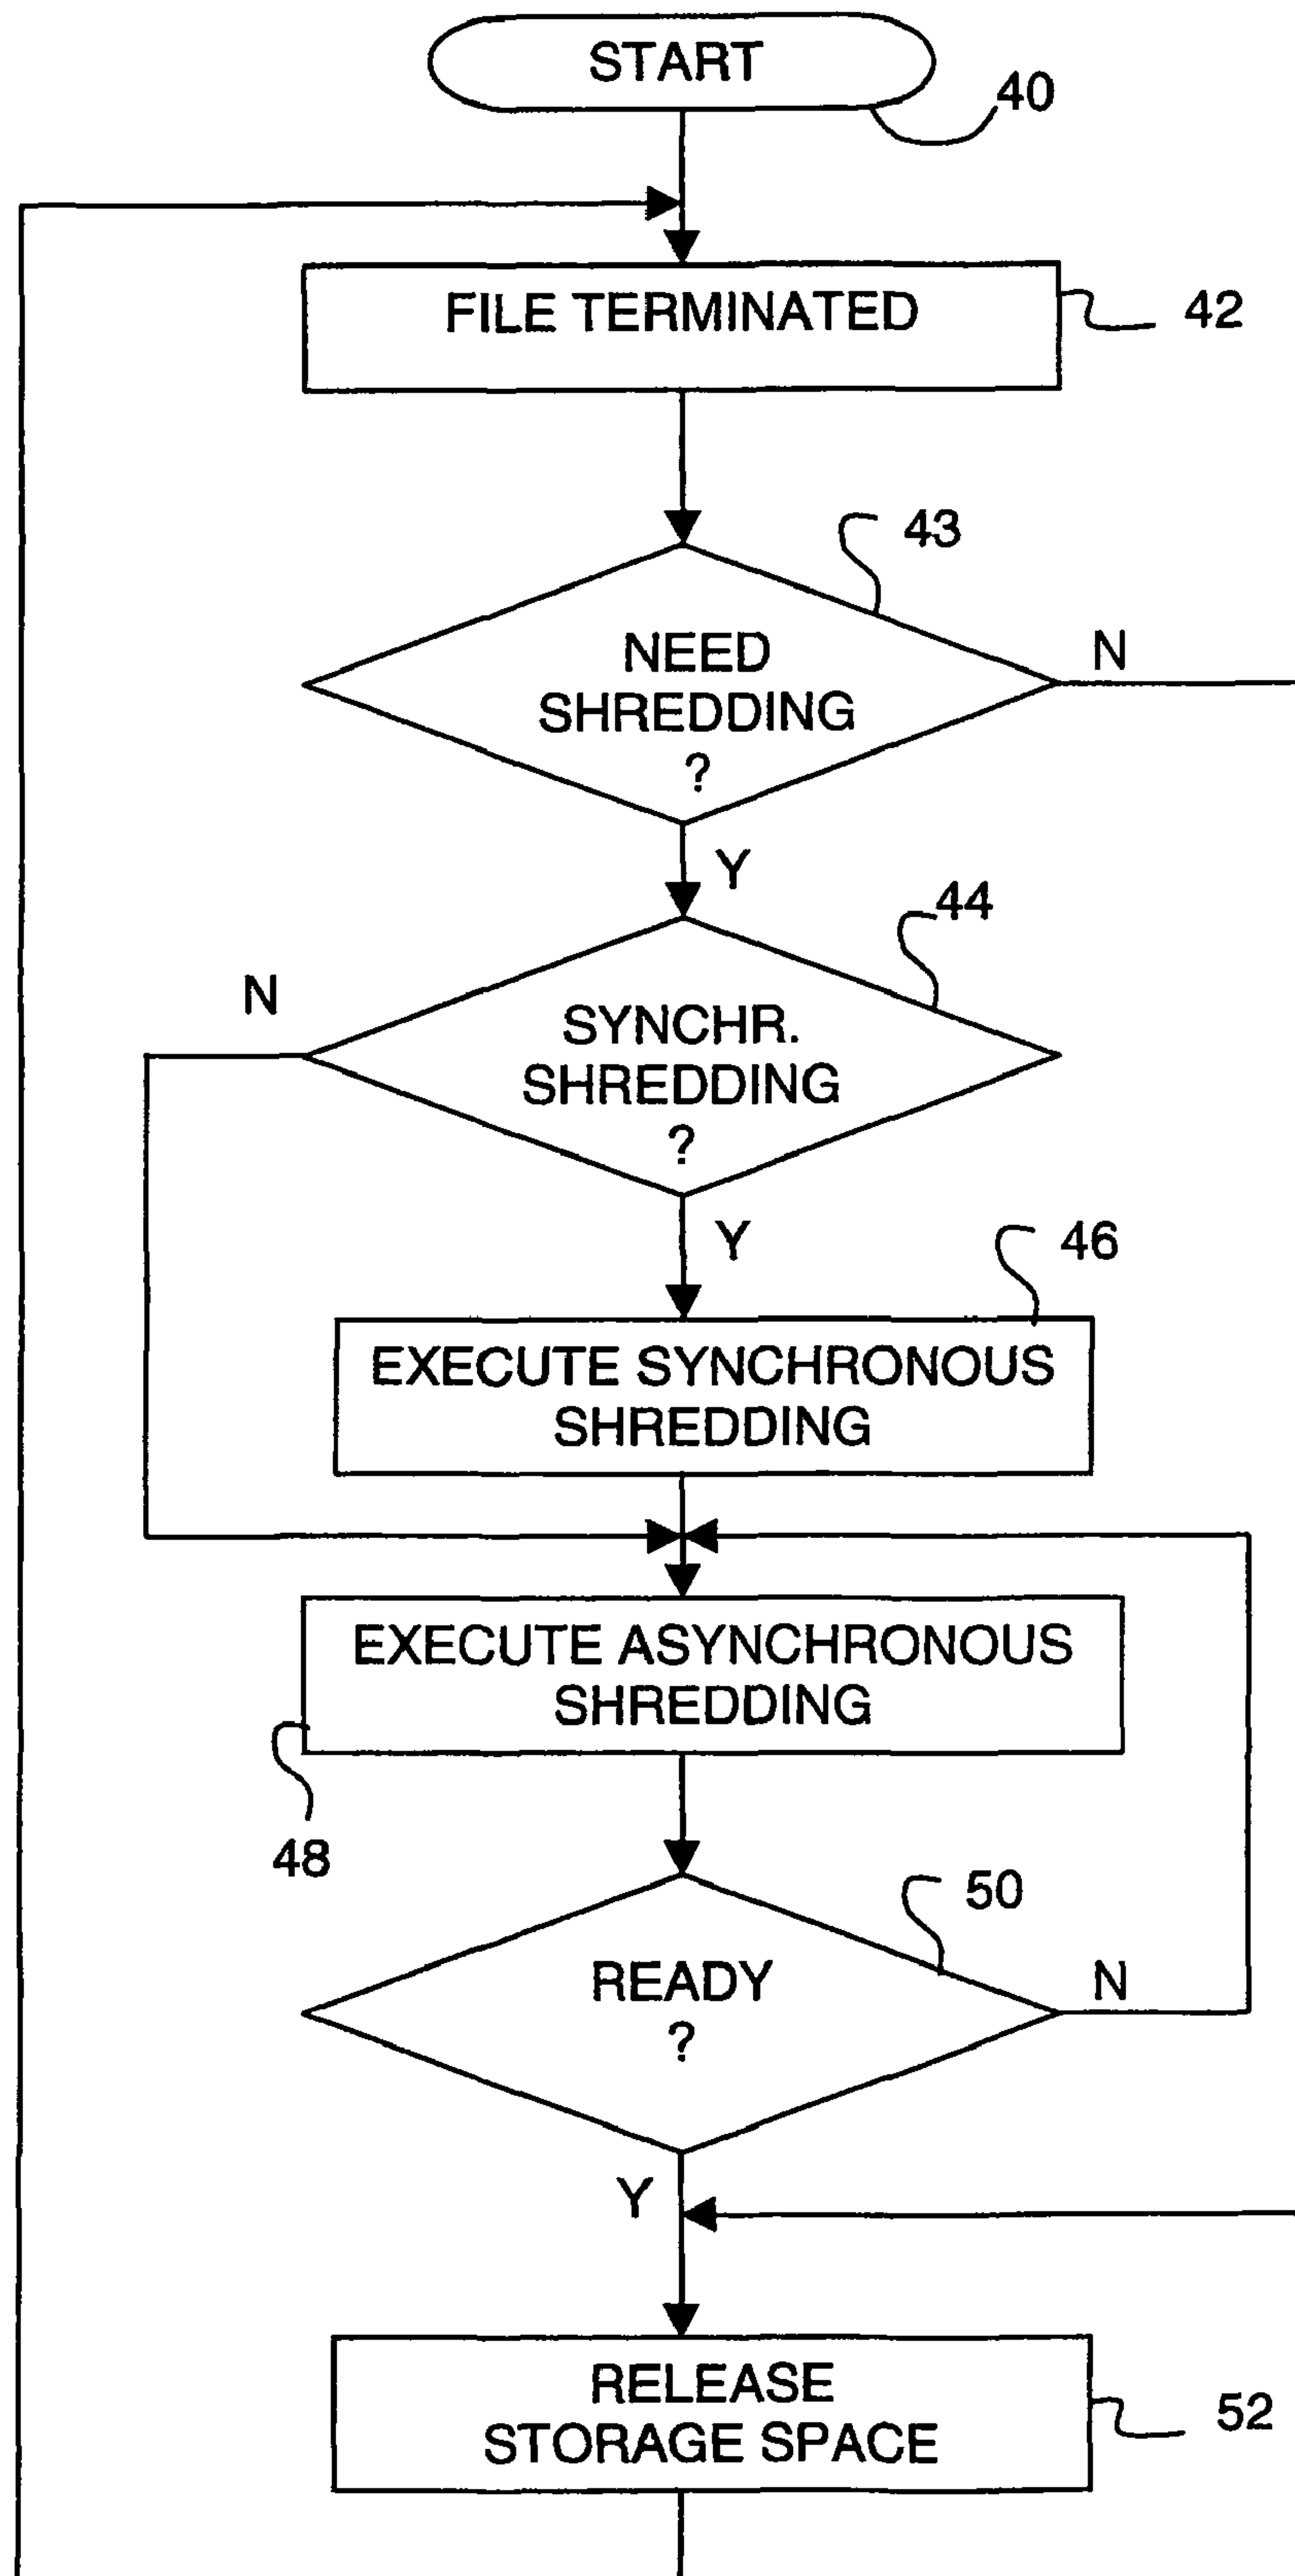 START
40
FILE TERMINATED
42
43
NEED
SHREDDING
?
N
Y
44
N
SYNCHR.
SHREDDING
?
Y
46
EXECUTE SYNCHRONOUS
SHREDDING
EXECUTE ASYNCHRONOUS
SHREDDING
48
50
READY
?
N
Y
RELEASE
STORAGE SPACE
52